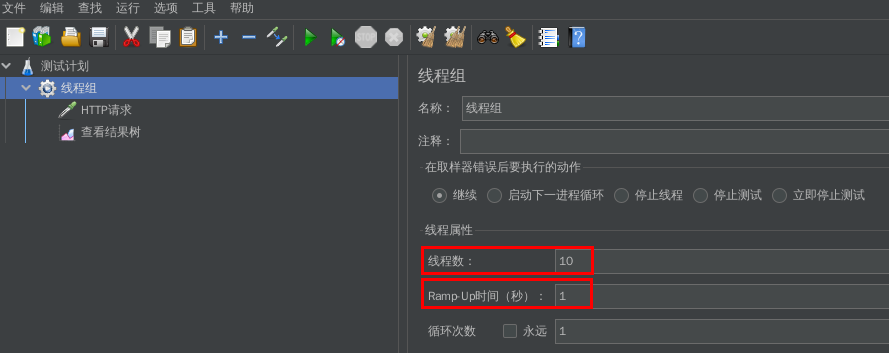 文件 编辑 查找 运行 选项 工具 帮助
STOP
测试计划
线程组
HTTP请求
查看结果树
线程组
名称： 线程组
注释：
在取样器错误后要执行的动作
继续 启动下一进程循环 停止线程 停止测试 立即停止测试
线程属性
线程数： 10
Ramp-Up时间（秒）： 1
循环次数 永远 1